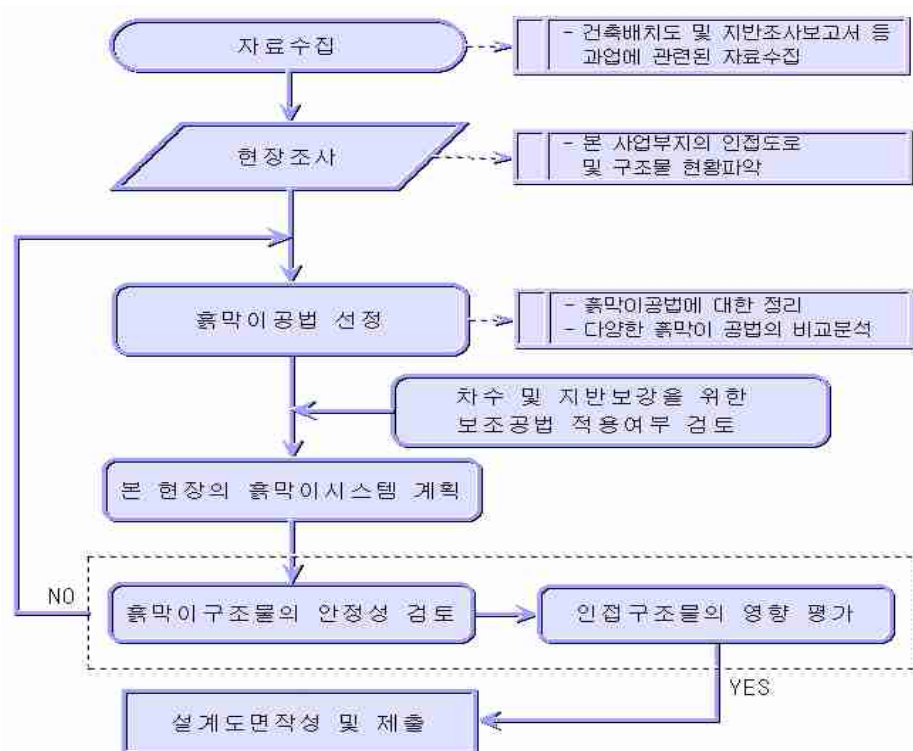 자료수집
- 건축배치도 및 지반조사보고서 등
과업에 관련된 자료수집
현장조사
- 본 사업부지의 인접도로
및 구조물 현황파악
흙막이공법 선정
- 흙막이공법에 대한 정리
- 다양한 흙막이 공법의 비교분석
차수 및 지반보강을 위한
보조공법 적용여부 검토
본 현장의 흙막이시스템 계획
NO
흙막이구조물의 안정성 검토
인접구조물의 영향 평가
YES
설계도면작성 및 제출